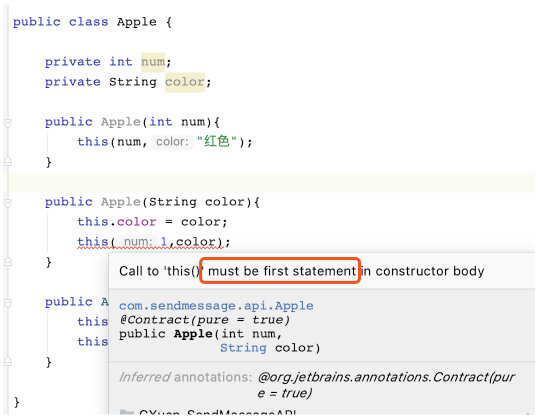 public class Apple {
private int num;
private String color;
public Apple(int num){
this(num, color: "红色");
}
public Apple(String color){
this.color = color;
this( num: 1,color);
}
Call to 'this()' must be first statement in constructor body
com.sendmessage.api.Apple
@Contract(pure = true)
public Apple(int num,
String color)
Inferred annotations: @org.jetbrains.annotations.Contract(pur
e = true)
public A
this
this
}
}